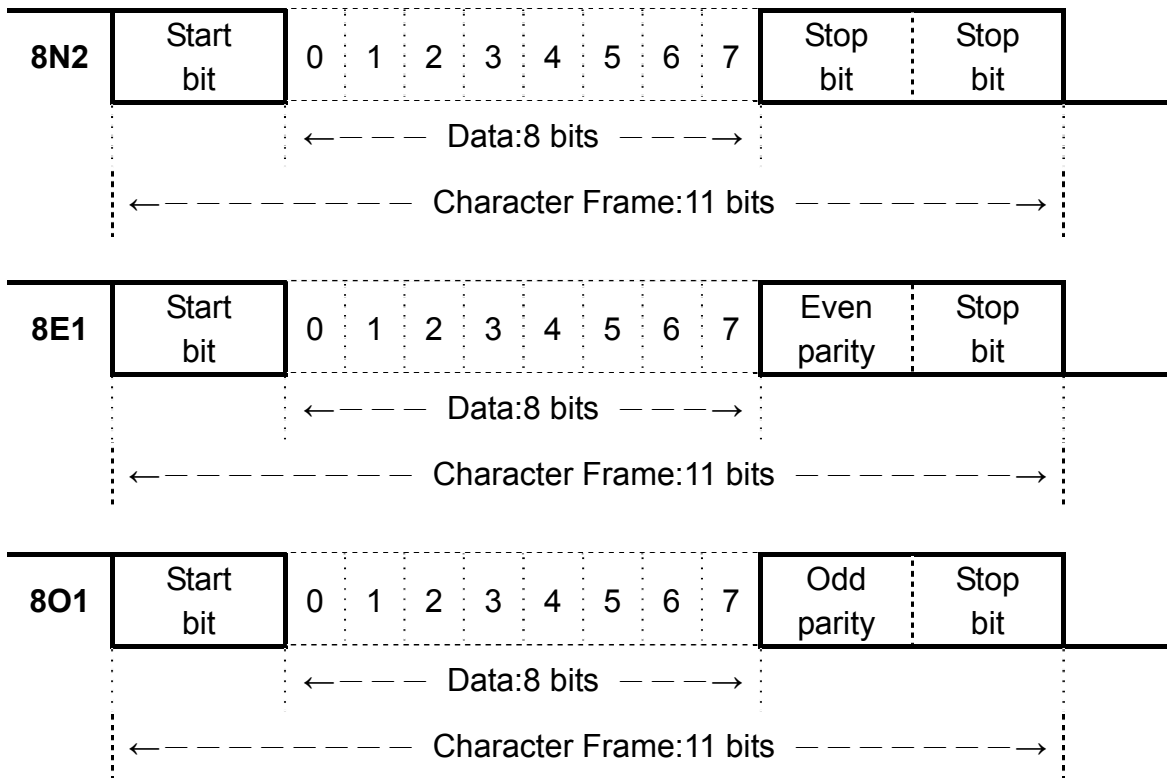 8N2 Start bit 0 1 2 3 4 5 6 7 Stop bit Stop bit
←−−− Data:8 bits −−−→
←−−−−−−−− Character Frame:11 bits −−−−−−−→
8E1 Start bit 0 1 2 3 4 5 6 7 Even parity Stop bit
←−−− Data:8 bits −−−→
←−−−−−−−− Character Frame:11 bits −−−−−−−→
8O1 Start bit 0 1 2 3 4 5 6 7 Odd parity Stop bit
←−−− Data:8 bits −−−→
←−−−−−−−− Character Frame:11 bits −−−−−−−→